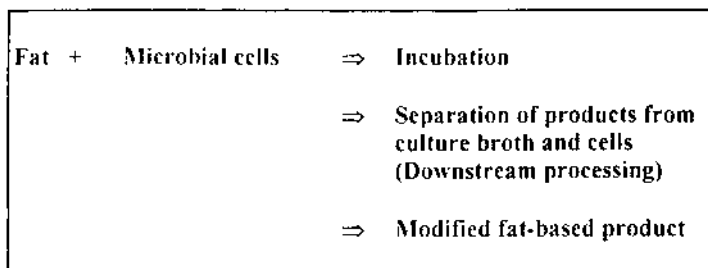 Fat + Microbial cells ⇒ Incubation
⇒ Separation of products from
culture broth and cells
(Downstream processing)
⇒ Modified fat-based product